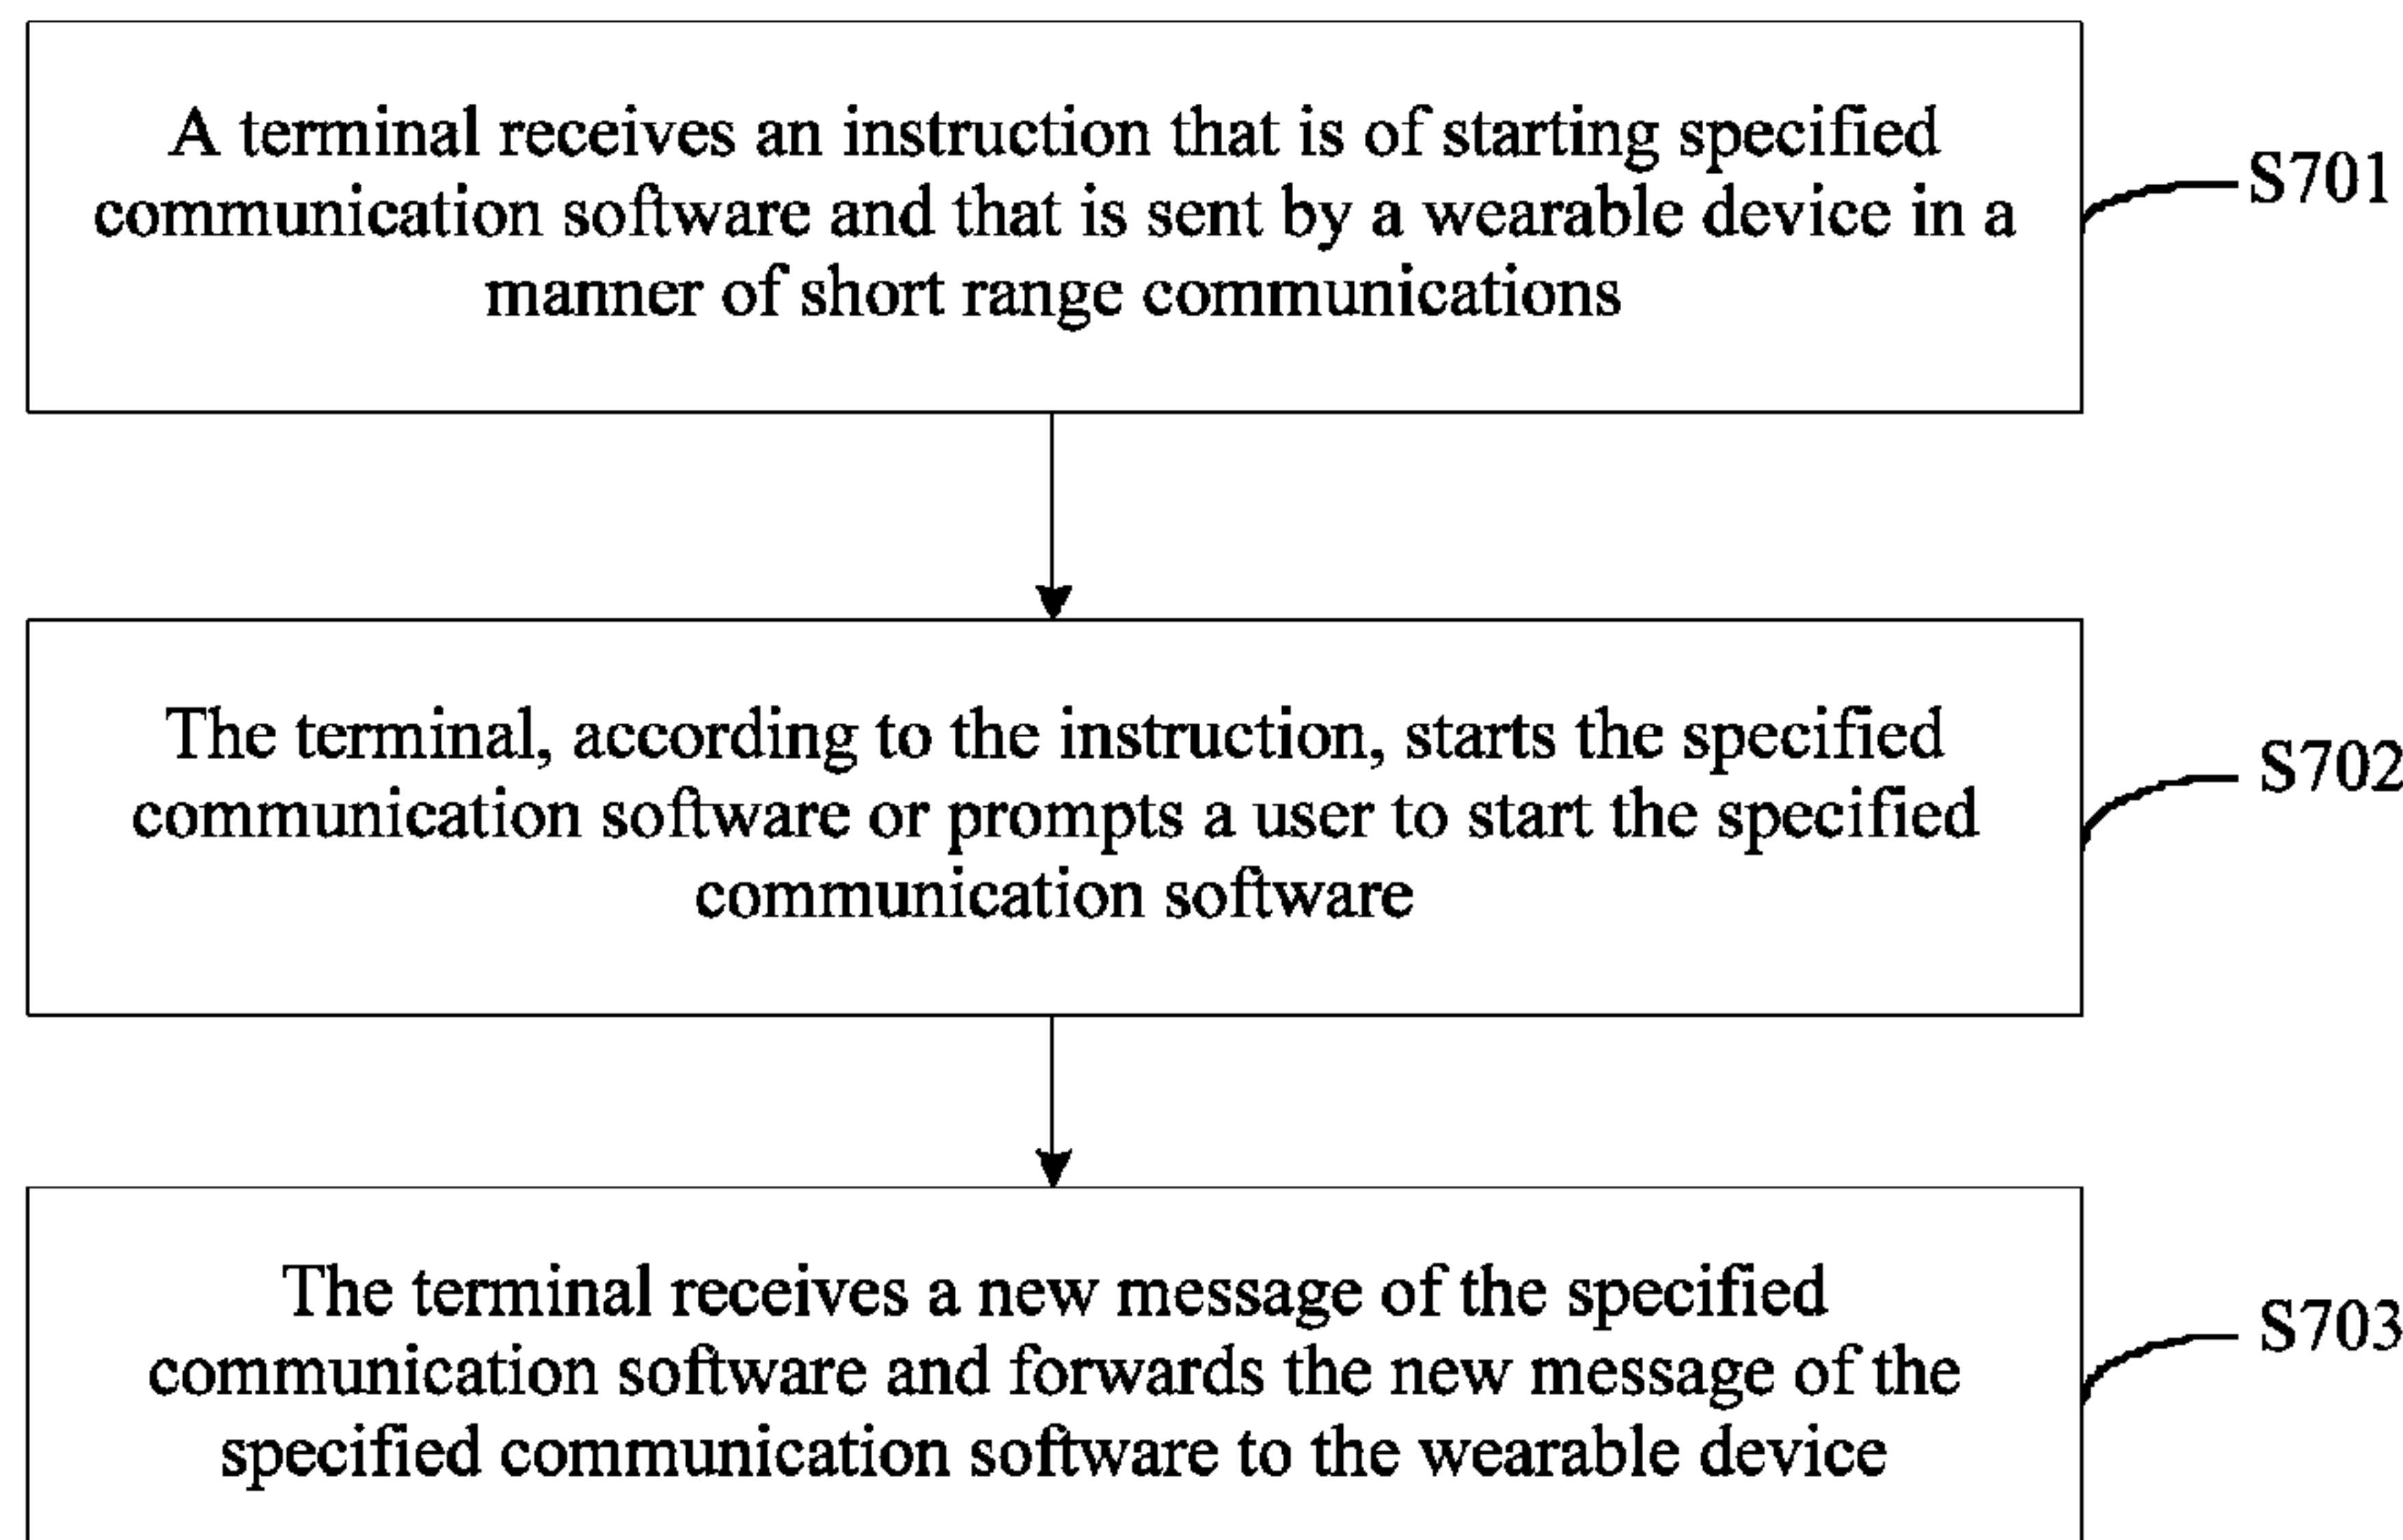 A terminal receives an instruction that is of starting specified
communication software and that is sent by a wearable device in a
manner of short range communications
S701
The terminal, according to the instruction, starts the specified
communication software or prompts a user to start the specified
communication software
S702
The terminal receives a new message of the specified
communication software and forwards the new message of the
specified communication software to the wearable device
S703